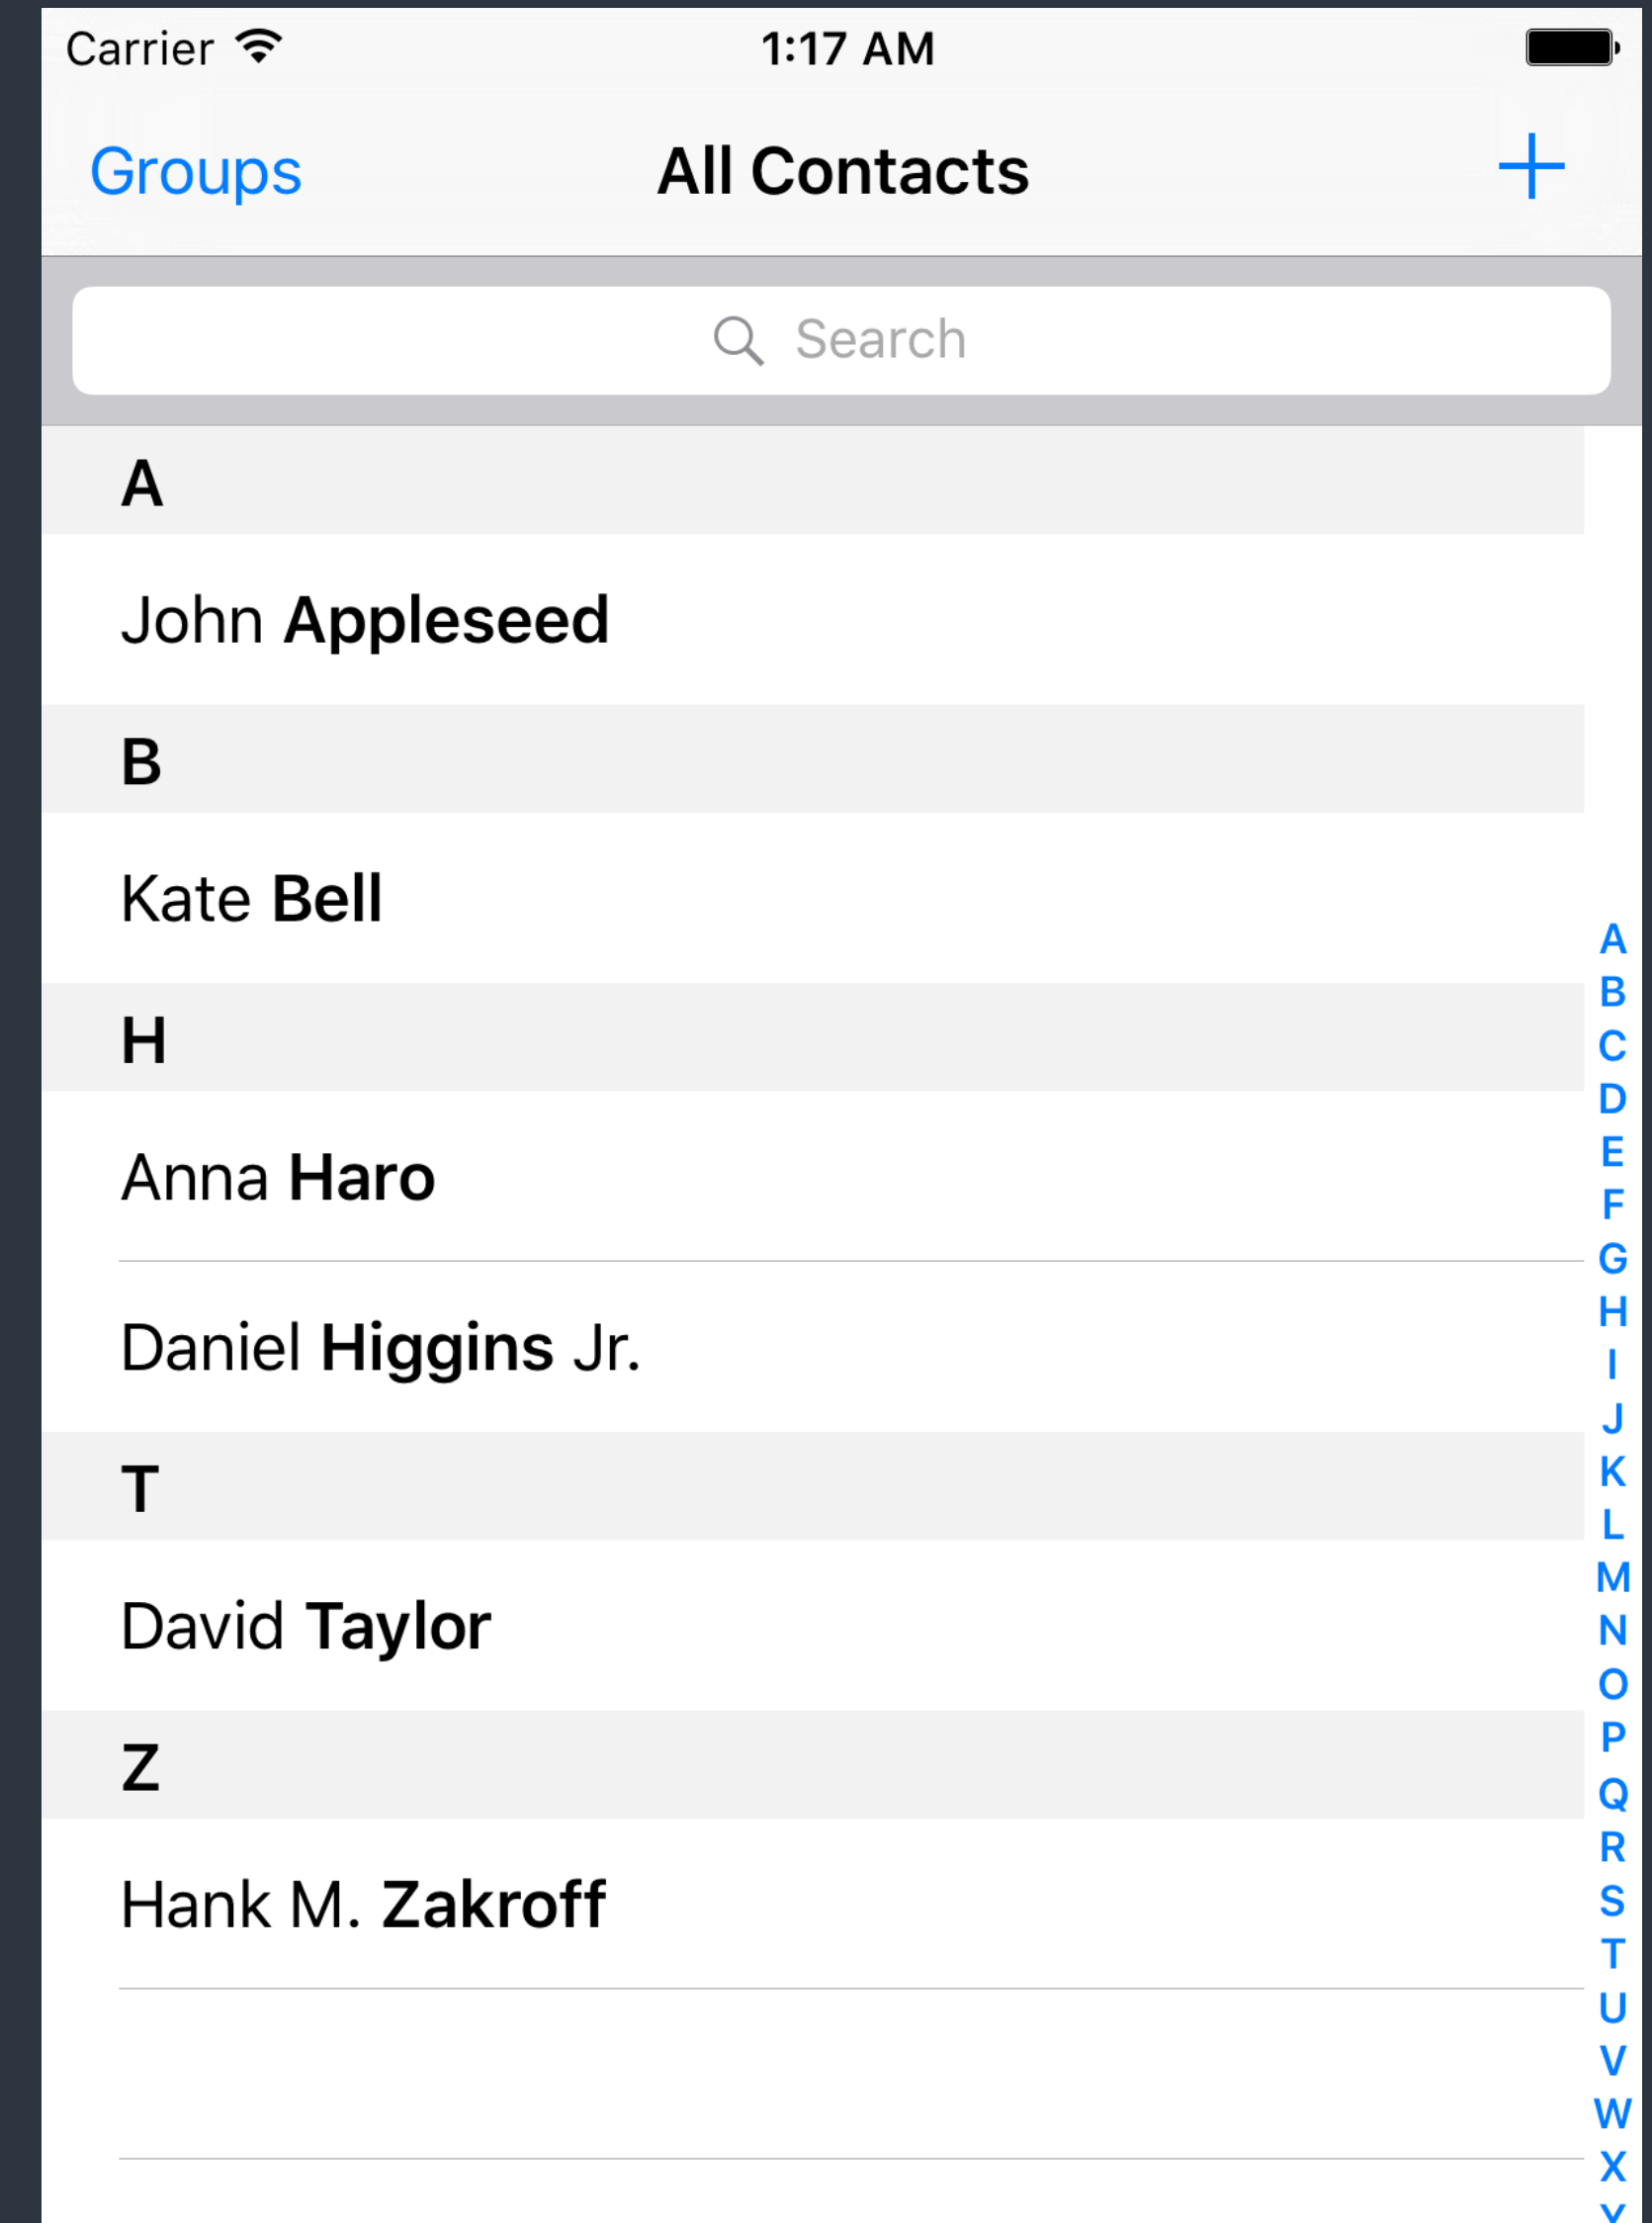 Carrier 1:17 AM
Groups All Contacts +
Search
A
John Appleseed
B
Kate Bell
H
Anna Haro
Daniel Higgins Jr.
T
David Taylor
Z
Hank M. Zakroff
A
B
C
D
E
F
G
H
I
J
K
L
M
N
O
P
Q
R
S
T
U
V
W
X
Y